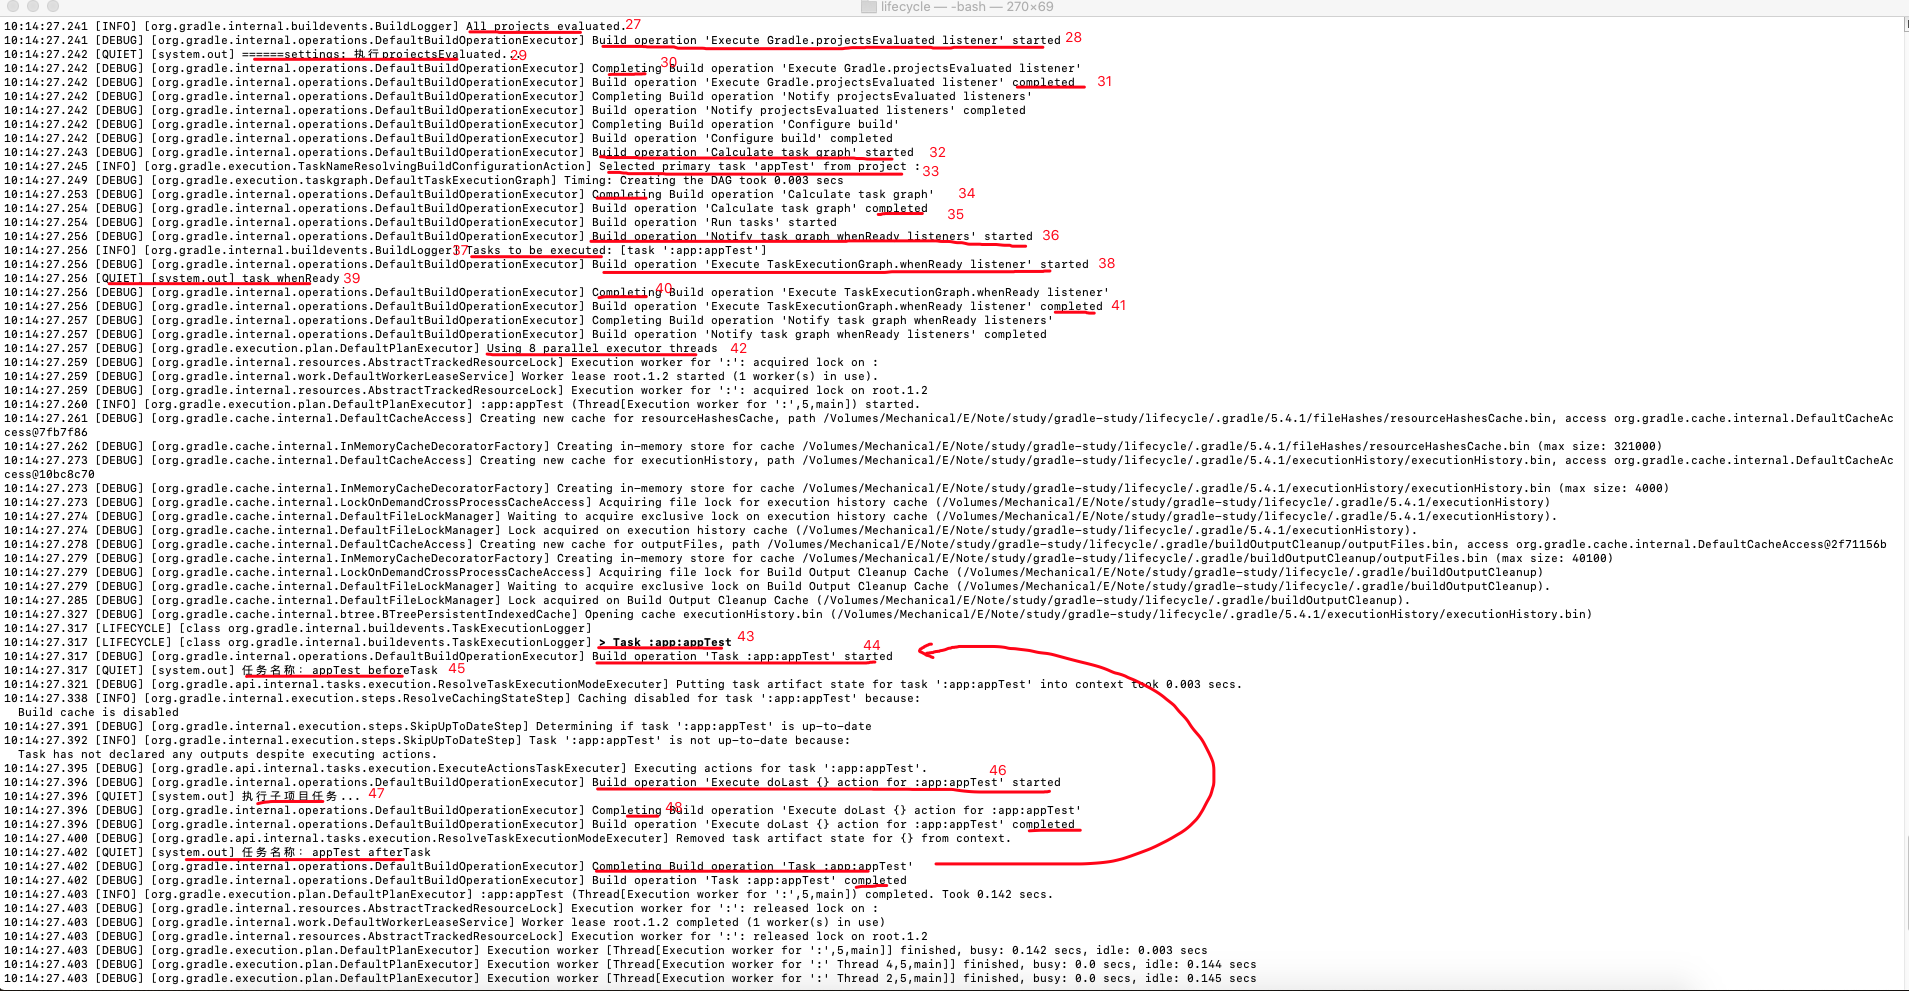 lifecycle — -bash — 270×69
10:14:27.241 [INFO] [org.gradle.internal.buildevents.BuildLogger] All projects evaluated. 27
10:14:27.241 [DEBUG] [org.gradle.internal.operations.DefaultBuildOperationExecutor] Build operation 'Execute Gradle.projectsEvaluated listener' started 28
10:14:27.242 [QUIET] [system.out] ======settings: 执行projectsEvaluated... 29
10:14:27.242 [DEBUG] [org.gradle.internal.operations.DefaultBuildOperationExecutor] Completing Build operation 'Execute Gradle.projectsEvaluated listener' 30
10:14:27.242 [DEBUG] [org.gradle.internal.operations.DefaultBuildOperationExecutor] Build operation 'Execute Gradle.projectsEvaluated listener' completed 31
10:14:27.242 [DEBUG] [org.gradle.internal.operations.DefaultBuildOperationExecutor] Completing Build operation 'Notify projectsEvaluated listeners'
10:14:27.242 [DEBUG] [org.gradle.internal.operations.DefaultBuildOperationExecutor] Build operation 'Notify projectsEvaluated listeners' completed
10:14:27.242 [DEBUG] [org.gradle.internal.operations.DefaultBuildOperationExecutor] Completing Build operation 'Configure build'
10:14:27.242 [DEBUG] [org.gradle.internal.operations.DefaultBuildOperationExecutor] Build operation 'Configure build' completed
10:14:27.243 [DEBUG] [org.gradle.internal.operations.DefaultBuildOperationExecutor] Build operation 'Calculate task graph' started 32
10:14:27.245 [INFO] [org.gradle.execution.TaskNameResolvingBuildConfigurationAction] Selected primary task 'appTest' from project : 33
10:14:27.249 [DEBUG] [org.gradle.execution.taskgraph.DefaultTaskExecutionGraph] Timing: Creating the DAG took 0.003 secs
10:14:27.253 [DEBUG] [org.gradle.internal.operations.DefaultBuildOperationExecutor] Completing Build operation 'Calculate task graph' 34
10:14:27.254 [DEBUG] [org.gradle.internal.operations.DefaultBuildOperationExecutor] Build operation 'Calculate task graph' completed 35
10:14:27.254 [DEBUG] [org.gradle.internal.operations.DefaultBuildOperationExecutor] Build operation 'Run tasks' started
10:14:27.256 [DEBUG] [org.gradle.internal.operations.DefaultBuildOperationExecutor] Build operation 'Notify task graph whenReady listeners' started 36
10:14:27.256 [INFO] [org.gradle.internal.buildevents.BuildLogger] 37 Tasks to be executed: [task ':app:appTest']
10:14:27.256 [DEBUG] [org.gradle.internal.operations.DefaultBuildOperationExecutor] Build operation 'Execute TaskExecutionGraph.whenReady listener' started 38
10:14:27.256 [QUIET] [system.out] task whenReady 39
10:14:27.256 [DEBUG] [org.gradle.internal.operations.DefaultBuildOperationExecutor] Completing Build operation 'Execute TaskExecutionGraph.whenReady listener' 40
10:14:27.256 [DEBUG] [org.gradle.internal.operations.DefaultBuildOperationExecutor] Build operation 'Execute TaskExecutionGraph.whenReady listener' completed 41
10:14:27.257 [DEBUG] [org.gradle.internal.operations.DefaultBuildOperationExecutor] Completing Build operation 'Notify task graph whenReady listeners'
10:14:27.257 [DEBUG] [org.gradle.internal.operations.DefaultBuildOperationExecutor] Build operation 'Notify task graph whenReady listeners' completed
10:14:27.257 [DEBUG] [org.gradle.execution.plan.DefaultPlanExecutor] Using 8 parallel executor threads 42
10:14:27.259 [DEBUG] [org.gradle.internal.resources.AbstractTrackedResourceLock] Execution worker for ':': acquired lock on :
10:14:27.259 [DEBUG] [org.gradle.internal.work.DefaultWorkerLeaseService] Worker lease root.1.2 started (1 worker(s) in use).
10:14:27.259 [DEBUG] [org.gradle.internal.resources.AbstractTrackedResourceLock] Execution worker for ':': acquired lock on root.1.2
10:14:27.260 [INFO] [org.gradle.execution.plan.DefaultPlanExecutor] :app:appTest (Thread[Execution worker for ':',5,main]) started.
10:14:27.261 [DEBUG] [org.gradle.cache.internal.DefaultCacheAccess] Creating new cache for resourceHashesCache, path /Volumes/Mechanical/E/Note/study/gradle-study/lifecycle/.gradle/5.4.1/fileHashes/resourceHashesCache.bin, access org.gradle.cache.internal.DefaultCacheAc
cess@7fb7f86
10:14:27.262 [DEBUG] [org.gradle.cache.internal.InMemoryCacheDecoratorFactory] Creating in-memory store for cache /Volumes/Mechanical/E/Note/study/gradle-study/lifecycle/.gradle/5.4.1/fileHashes/resourceHashesCache.bin (max size: 321000)
10:14:27.273 [DEBUG] [org.gradle.cache.internal.DefaultCacheAccess] Creating new cache for executionHistory, path /Volumes/Mechanical/E/Note/study/gradle-study/lifecycle/.gradle/5.4.1/executionHistory/executionHistory.bin, access org.gradle.cache.internal.DefaultCacheAc
cess@10bc8c70
10:14:27.273 [DEBUG] [org.gradle.cache.internal.InMemoryCacheDecoratorFactory] Creating in-memory store for cache /Volumes/Mechanical/E/Note/study/gradle-study/lifecycle/.gradle/5.4.1/executionHistory/executionHistory.bin (max size: 4000)
10:14:27.273 [DEBUG] [org.gradle.cache.internal.LockOnDemandCrossProcessCacheAccess] Acquiring file lock for execution history cache (/Volumes/Mechanical/E/Note/study/gradle-study/lifecycle/.gradle/5.4.1/executionHistory)
10:14:27.274 [DEBUG] [org.gradle.cache.internal.DefaultFileLockManager] Waiting to acquire exclusive lock on execution history cache (/Volumes/Mechanical/E/Note/study/gradle-study/lifecycle/.gradle/5.4.1/executionHistory).
10:14:27.274 [DEBUG] [org.gradle.cache.internal.DefaultFileLockManager] Lock acquired on execution history cache (/Volumes/Mechanical/E/Note/study/gradle-study/lifecycle/.gradle/5.4.1/executionHistory).
10:14:27.278 [DEBUG] [org.gradle.cache.internal.DefaultCacheAccess] Creating new cache for outputFiles, path /Volumes/Mechanical/E/Note/study/gradle-study/lifecycle/.gradle/buildOutputCleanup/outputFiles.bin, access org.gradle.cache.internal.DefaultCacheAccess@2f71156b
10:14:27.279 [DEBUG] [org.gradle.cache.internal.InMemoryCacheDecoratorFactory] Creating in-memory store for cache /Volumes/Mechanical/E/Note/study/gradle-study/lifecycle/.gradle/buildOutputCleanup/outputFiles.bin (max size: 40100)
10:14:27.279 [DEBUG] [org.gradle.cache.internal.LockOnDemandCrossProcessCacheAccess] Acquiring file lock for Build Output Cleanup Cache (/Volumes/Mechanical/E/Note/study/gradle-study/lifecycle/.gradle/buildOutputCleanup)
10:14:27.279 [DEBUG] [org.gradle.cache.internal.DefaultFileLockManager] Waiting to acquire exclusive lock on Build Output Cleanup Cache (/Volumes/Mechanical/E/Note/study/gradle-study/lifecycle/.gradle/buildOutputCleanup).
10:14:27.285 [DEBUG] [org.gradle.cache.internal.DefaultFileLockManager] Lock acquired on Build Output Cleanup Cache (/Volumes/Mechanical/E/Note/study/gradle-study/lifecycle/.gradle/buildOutputCleanup).
10:14:27.327 [DEBUG] [org.gradle.cache.internal.btree.BTreePersistentIndexedCache] Opening cache executionHistory.bin (/Volumes/Mechanical/E/Note/study/gradle-study/lifecycle/.gradle/5.4.1/executionHistory/executionHistory.bin)
10:14:27.317 [LIFECYCLE] [class org.gradle.internal.buildevents.TaskExecutionLogger]
10:14:27.317 [LIFECYCLE] [class org.gradle.internal.buildevents.TaskExecutionLogger] > Task :app:appTest 43
10:14:27.317 [DEBUG] [org.gradle.internal.operations.DefaultBuildOperationExecutor] Build operation 'Task :app:appTest' started 44
10:14:27.317 [QUIET] [system.out] 任务名称: appTest beforeTask 45
10:14:27.321 [DEBUG] [org.gradle.api.internal.tasks.execution.ResolveTaskExecutionModeExecuter] Putting task artifact state for task ':app:appTest' into context took 0.003 secs.
10:14:27.338 [INFO] [org.gradle.internal.execution.steps.ResolveCachingStateStep] Caching disabled for task ':app:appTest' because:
Build cache is disabled
10:14:27.391 [DEBUG] [org.gradle.internal.execution.steps.SkipUpToDateStep] Determining if task ':app:appTest' is up-to-date
10:14:27.392 [INFO] [org.gradle.internal.execution.steps.SkipUpToDateStep] Task ':app:appTest' is not up-to-date because:
Task has not declared any outputs despite executing actions.
10:14:27.395 [DEBUG] [org.gradle.api.internal.tasks.execution.ExecuteActionsTaskExecuter] Executing actions for task ':app:appTest'.
10:14:27.396 [DEBUG] [org.gradle.internal.operations.DefaultBuildOperationExecutor] Build operation 'Execute doLast {} action for :app:appTest' started 46
10:14:27.396 [QUIET] [system.out] 执行子项目任务... 47
10:14:27.396 [DEBUG] [org.gradle.internal.operations.DefaultBuildOperationExecutor] Completing Build operation 'Execute doLast {} action for :app:appTest' 48
10:14:27.396 [DEBUG] [org.gradle.internal.operations.DefaultBuildOperationExecutor] Build operation 'Execute doLast {} action for :app:appTest' completed
10:14:27.400 [DEBUG] [org.gradle.api.internal.tasks.execution.ResolveTaskExecutionModeExecuter] Removed task artifact state for {} from context.
10:14:27.402 [QUIET] [system.out] 任务名称: appTest afterTask
10:14:27.402 [DEBUG] [org.gradle.internal.operations.DefaultBuildOperationExecutor] Completing Build operation 'Task :app:appTest'
10:14:27.402 [DEBUG] [org.gradle.internal.operations.DefaultBuildOperationExecutor] Build operation 'Task :app:appTest' completed
10:14:27.403 [INFO] [org.gradle.execution.plan.DefaultPlanExecutor] :app:appTest (Thread[Execution worker for ':',5,main]) completed. Took 0.142 secs.
10:14:27.403 [DEBUG] [org.gradle.internal.resources.AbstractTrackedResourceLock] Execution worker for ':': released lock on :
10:14:27.403 [DEBUG] [org.gradle.internal.work.DefaultWorkerLeaseService] Worker lease root.1.2 completed (1 worker(s) in use)
10:14:27.403 [DEBUG] [org.gradle.internal.resources.AbstractTrackedResourceLock] Execution worker for ':': released lock on root.1.2
10:14:27.403 [DEBUG] [org.gradle.execution.plan.DefaultPlanExecutor] Execution worker [Thread[Execution worker for ':',5,main]] finished, busy: 0.142 secs, idle: 0.003 secs
10:14:27.403 [DEBUG] [org.gradle.execution.plan.DefaultPlanExecutor] Execution worker [Thread[Execution worker for ':' Thread 4,5,main]] finished, busy: 0.0 secs, idle: 0.144 secs
10:14:27.403 [DEBUG] [org.gradle.execution.plan.DefaultPlanExecutor] Execution worker [Thread[Execution worker for ':' Thread 2,5,main]] finished, busy: 0.0 secs, idle: 0.145 secs